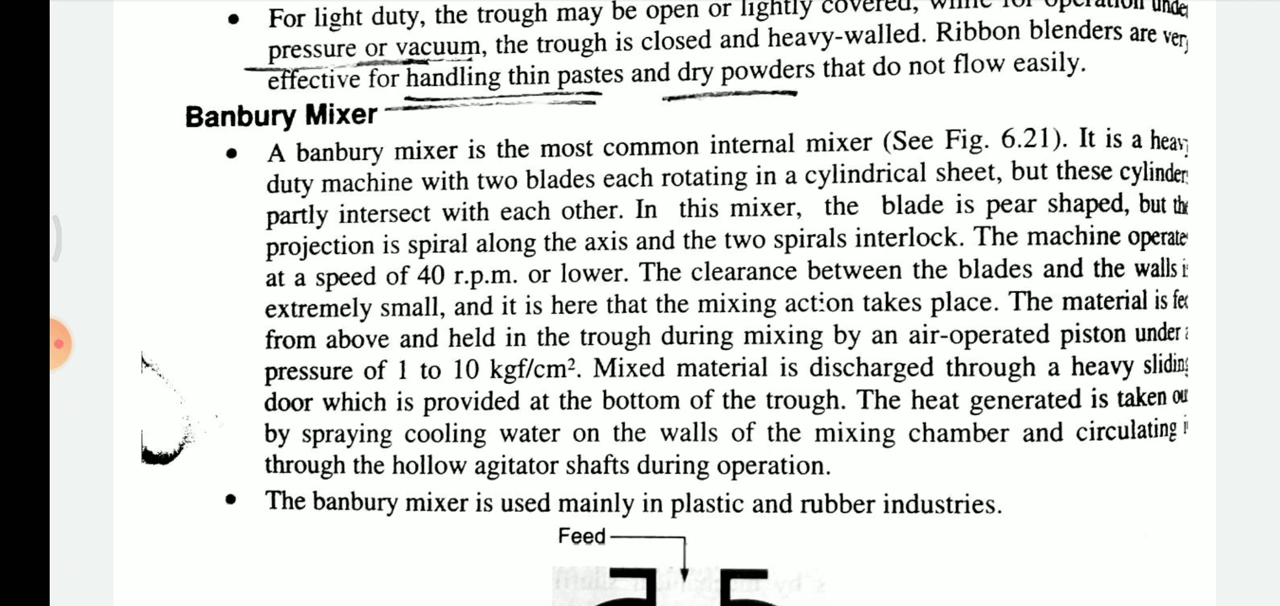 • For light duty, the trough may be open or lightly covered, while for operation
pressure or vacuum, the trough is closed and heavy-walled. Ribbon blenders are
effective for handling thin pastes and dry powders that do not flow easily.
Banbury Mixer
• A banbury mixer is the most common internal mixer (See Fig. 6.21). It is a heavy
duty machine with two blades each rotating in a cylindrical sheet, but these cylinder
partly intersect with each other. In this mixer, the blade is pear shaped, but the
projection is spiral along the axis and the two spirals interlock. The machine operate
at a speed of 40 r.p.m. or lower. The clearance between the blades and the walls
extremely small, and it is here that the mixing action takes place. The material is
from above and held in the trough during mixing by an air-operated piston under
pressure of 1 to 10 kgf/cm². Mixed material is discharged through a heavy
door which is provided at the bottom of the trough. The heat generated is taken
by spraying cooling water on the walls of the mixing chamber and circulating
through the hollow agitator shafts during operation.
• The banbury mixer is used mainly in plastic and rubber industries.
Feed